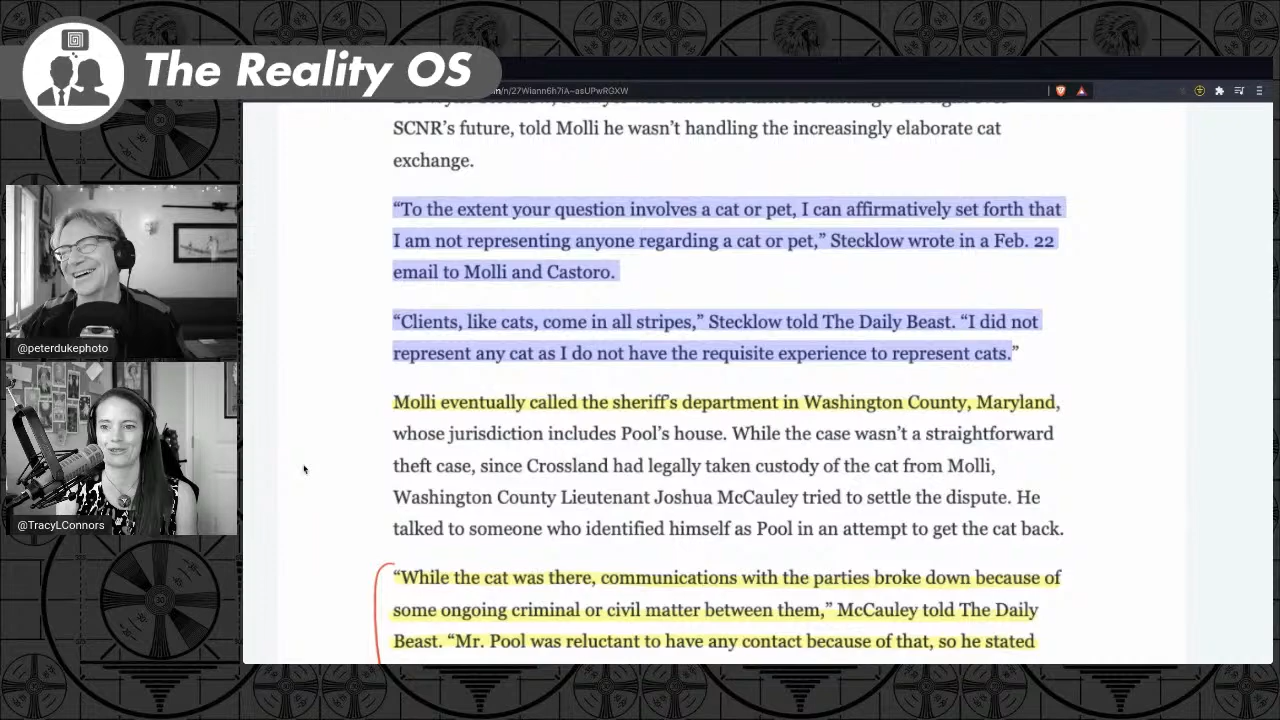 The Reality OS
SCNR's future, told Molli he wasn't handling the increasingly elaborate cat
exchange.
“To the extent your question involves a cat or pet, I can affirmatively set forth that
I am not representing anyone regarding a cat or pet,” Stecklow wrote in a Feb. 22
email to Molli and Castoro.
“Clients, like cats, come in all stripes,” Stecklow told The Daily Beast. “I did not
represent any cat as I do not have the requisite experience to represent cats.”
Molli eventually called the sheriff's department in Washington County, Maryland,
whose jurisdiction includes Pool's house. While the case wasn't a straightforward
theft case, since Crossland had legally taken custody of the cat from Molli,
Washington County Lieutenant Joshua McCauley tried to settle the dispute. He
talked to someone who identified himself as Pool in an attempt to get the cat back.
“While the cat was there, communications with the parties broke down because of
some ongoing criminal or civil matter between them,” McCauley told The Daily
Beast. “Mr. Pool was reluctant to have any contact because of that, so he stated
@peterdukephoto
@TracyLConnors